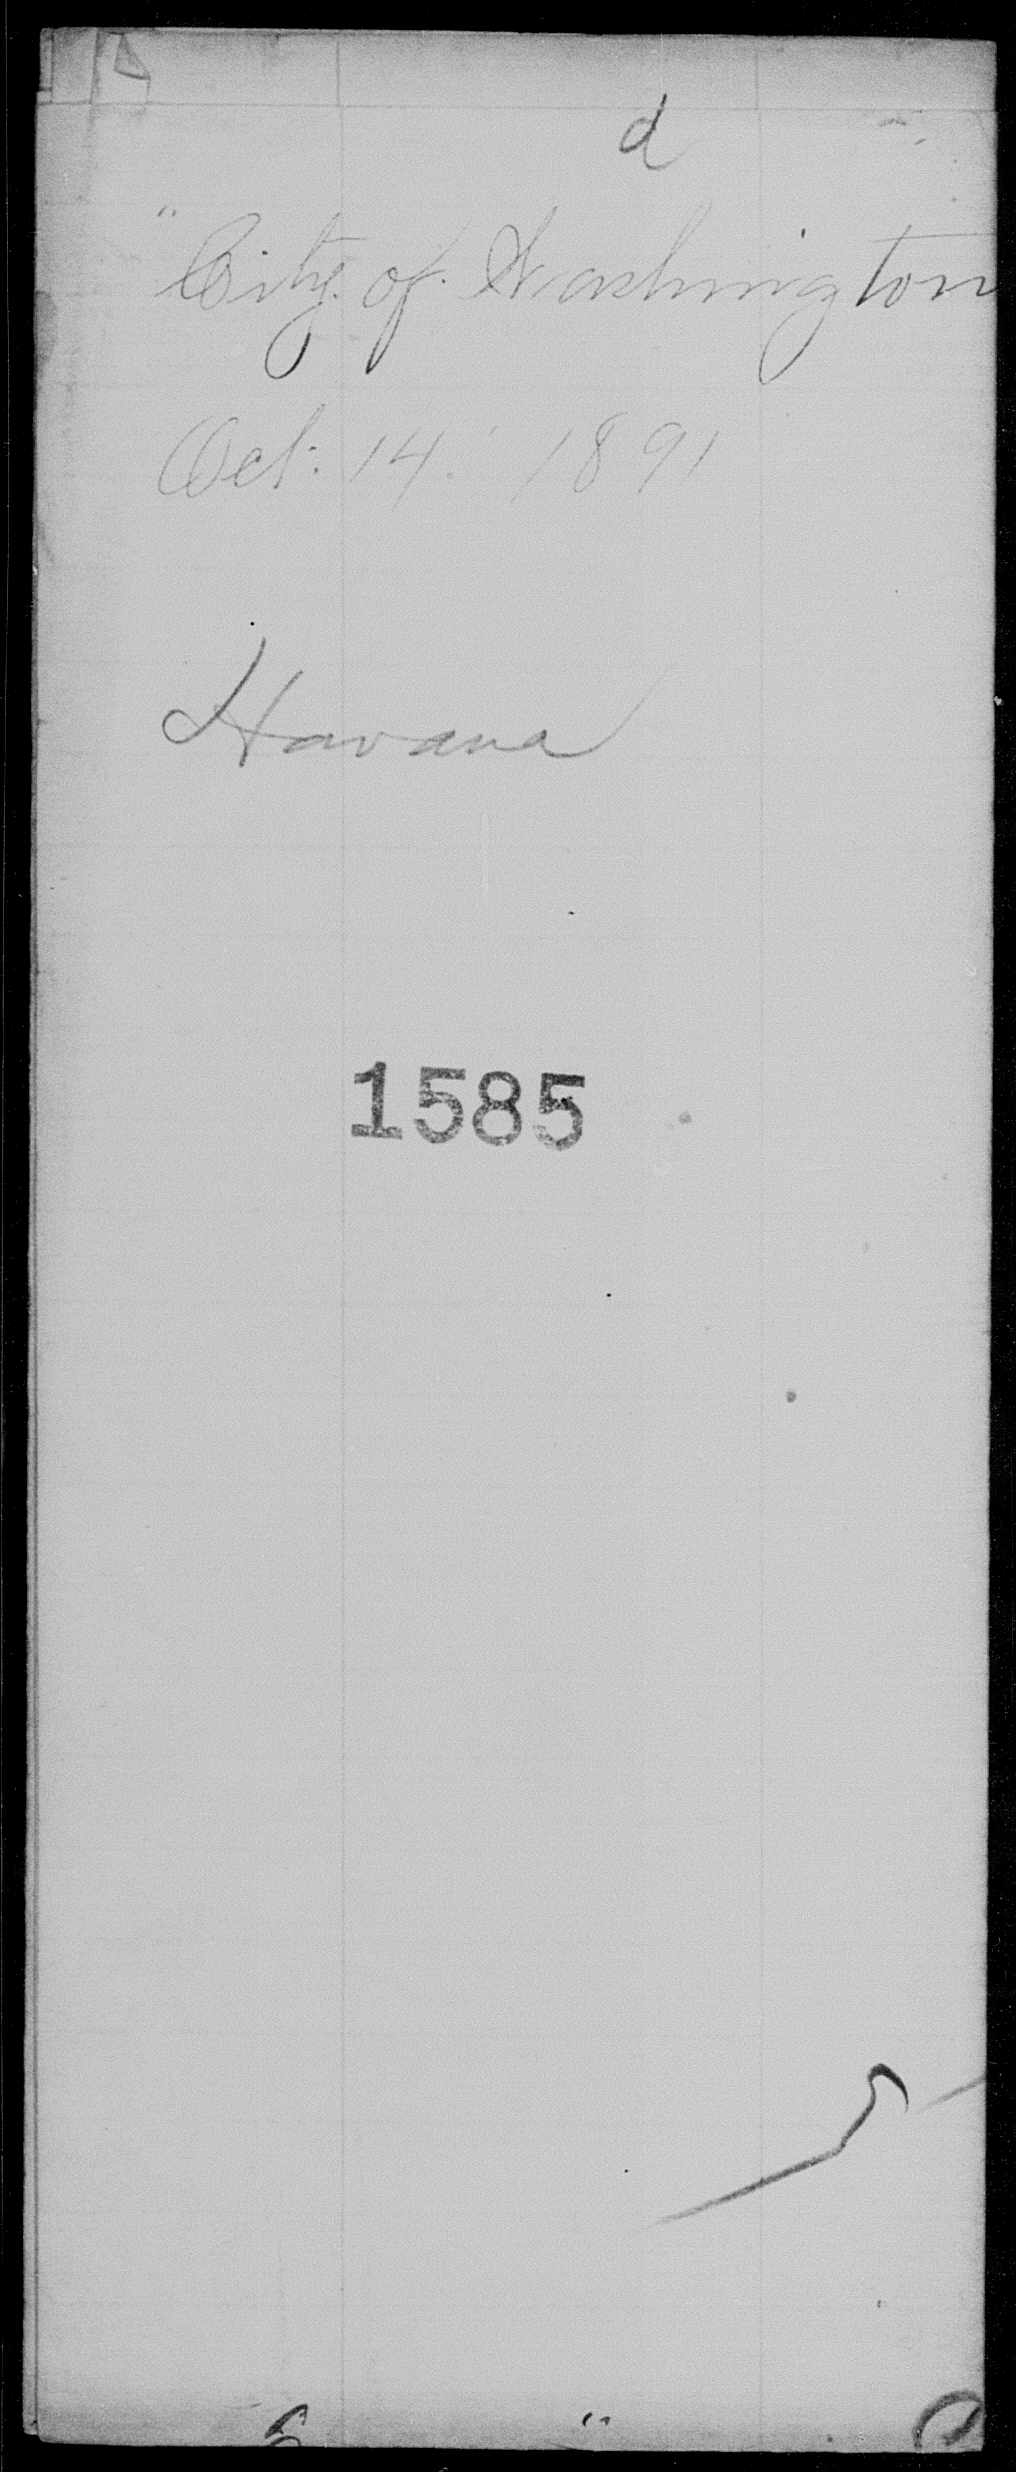 d
"City of Washington
Oct. 14. 1891
Havana
1585